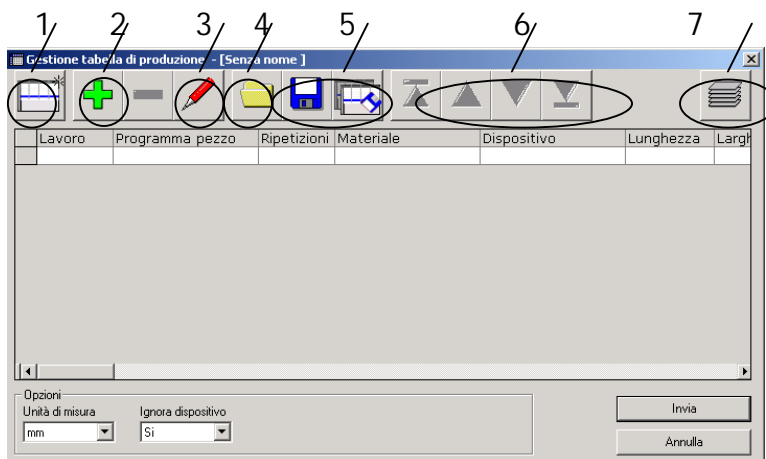 1 2 3 4 5 6 7
Gestione tabella di produzione - [Senza nome ]
Lavoro Programma pezzo Ripetizioni Materiale Dispositivo Lunghezza Largh
Opzioni
Unità di misura Ignora dispositivo
mm Si
Invia
Annulla